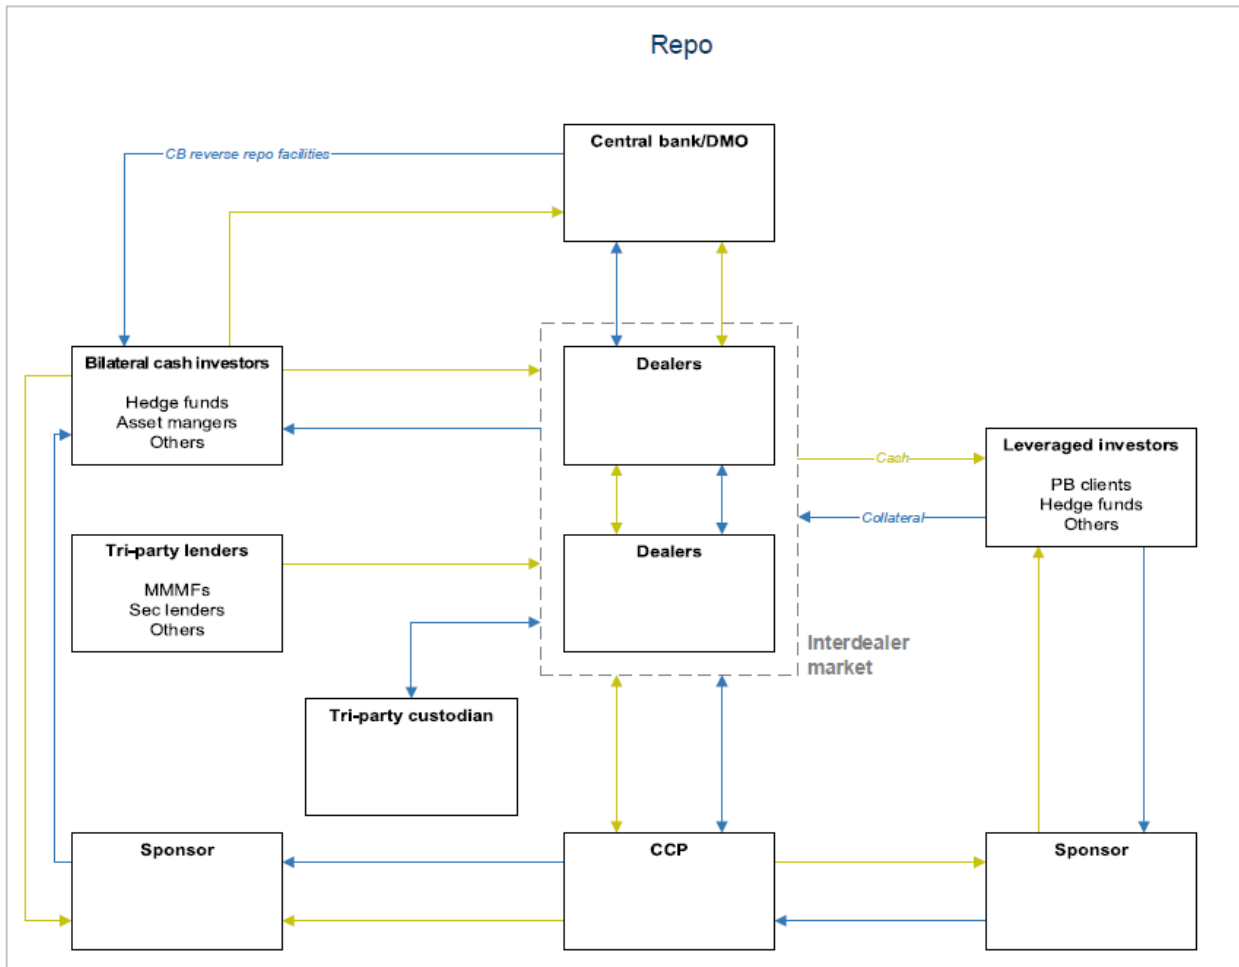 Repo
Central bank/DMO
CB reverse repo facilities
Bilateral cash investors
Hedge funds
Asset mangers
Others
Dealers
Leveraged investors
PB clients
Hedge funds
Others
Cash
Collateral
Tri-party lenders
MMMFs
Sec lenders
Others
Dealers
Interdealer
market
Tri-party custodian
Sponsor
CCP
Sponsor